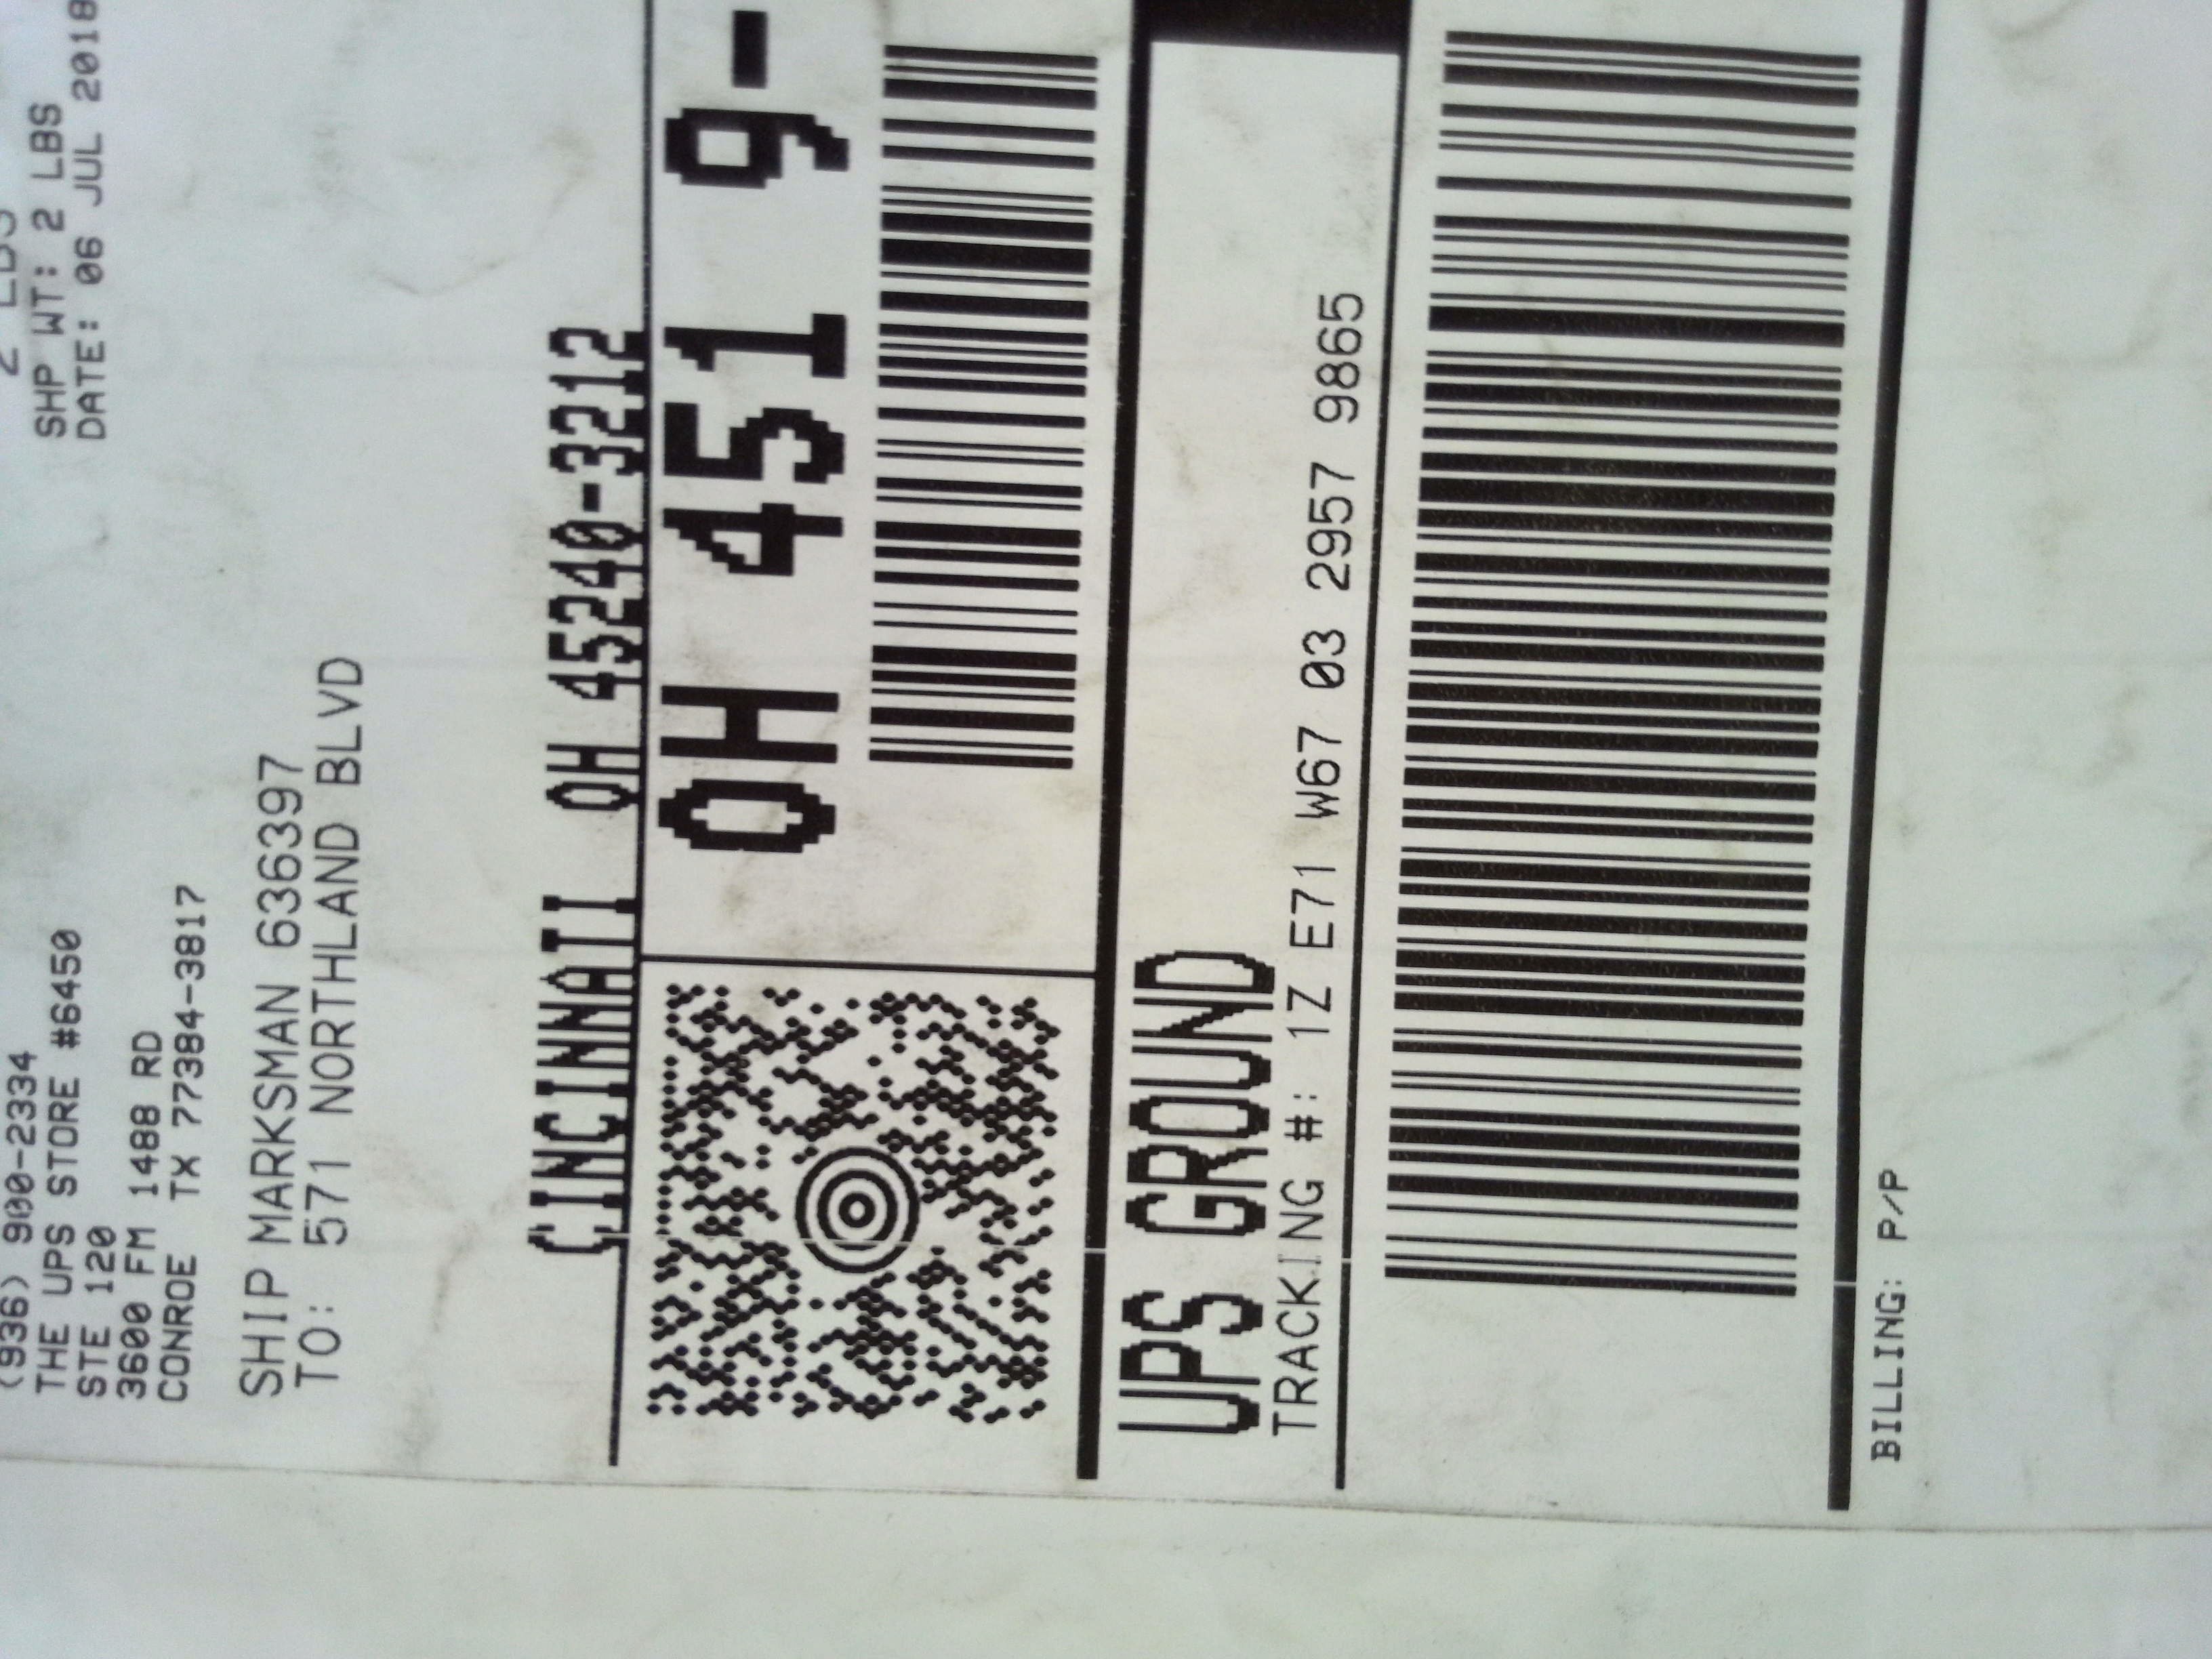 (936) 900-2334
THE UPS STORE #6450
STE 120
3600 FM 1488 RD
CONROE TX 77384-3817
2 LBS
SHP WT: 2 LBS
DATE: 06 JUL 2018
SHIP MARKSMAN 636397
TO: 571 NORTHLAND BLVD
CINCINNATI OH 45240-3212
OH 451 9-
UPS GROUND
TRACKING #: 1Z E71 W67 03 2957 9865
BILLING: P/P